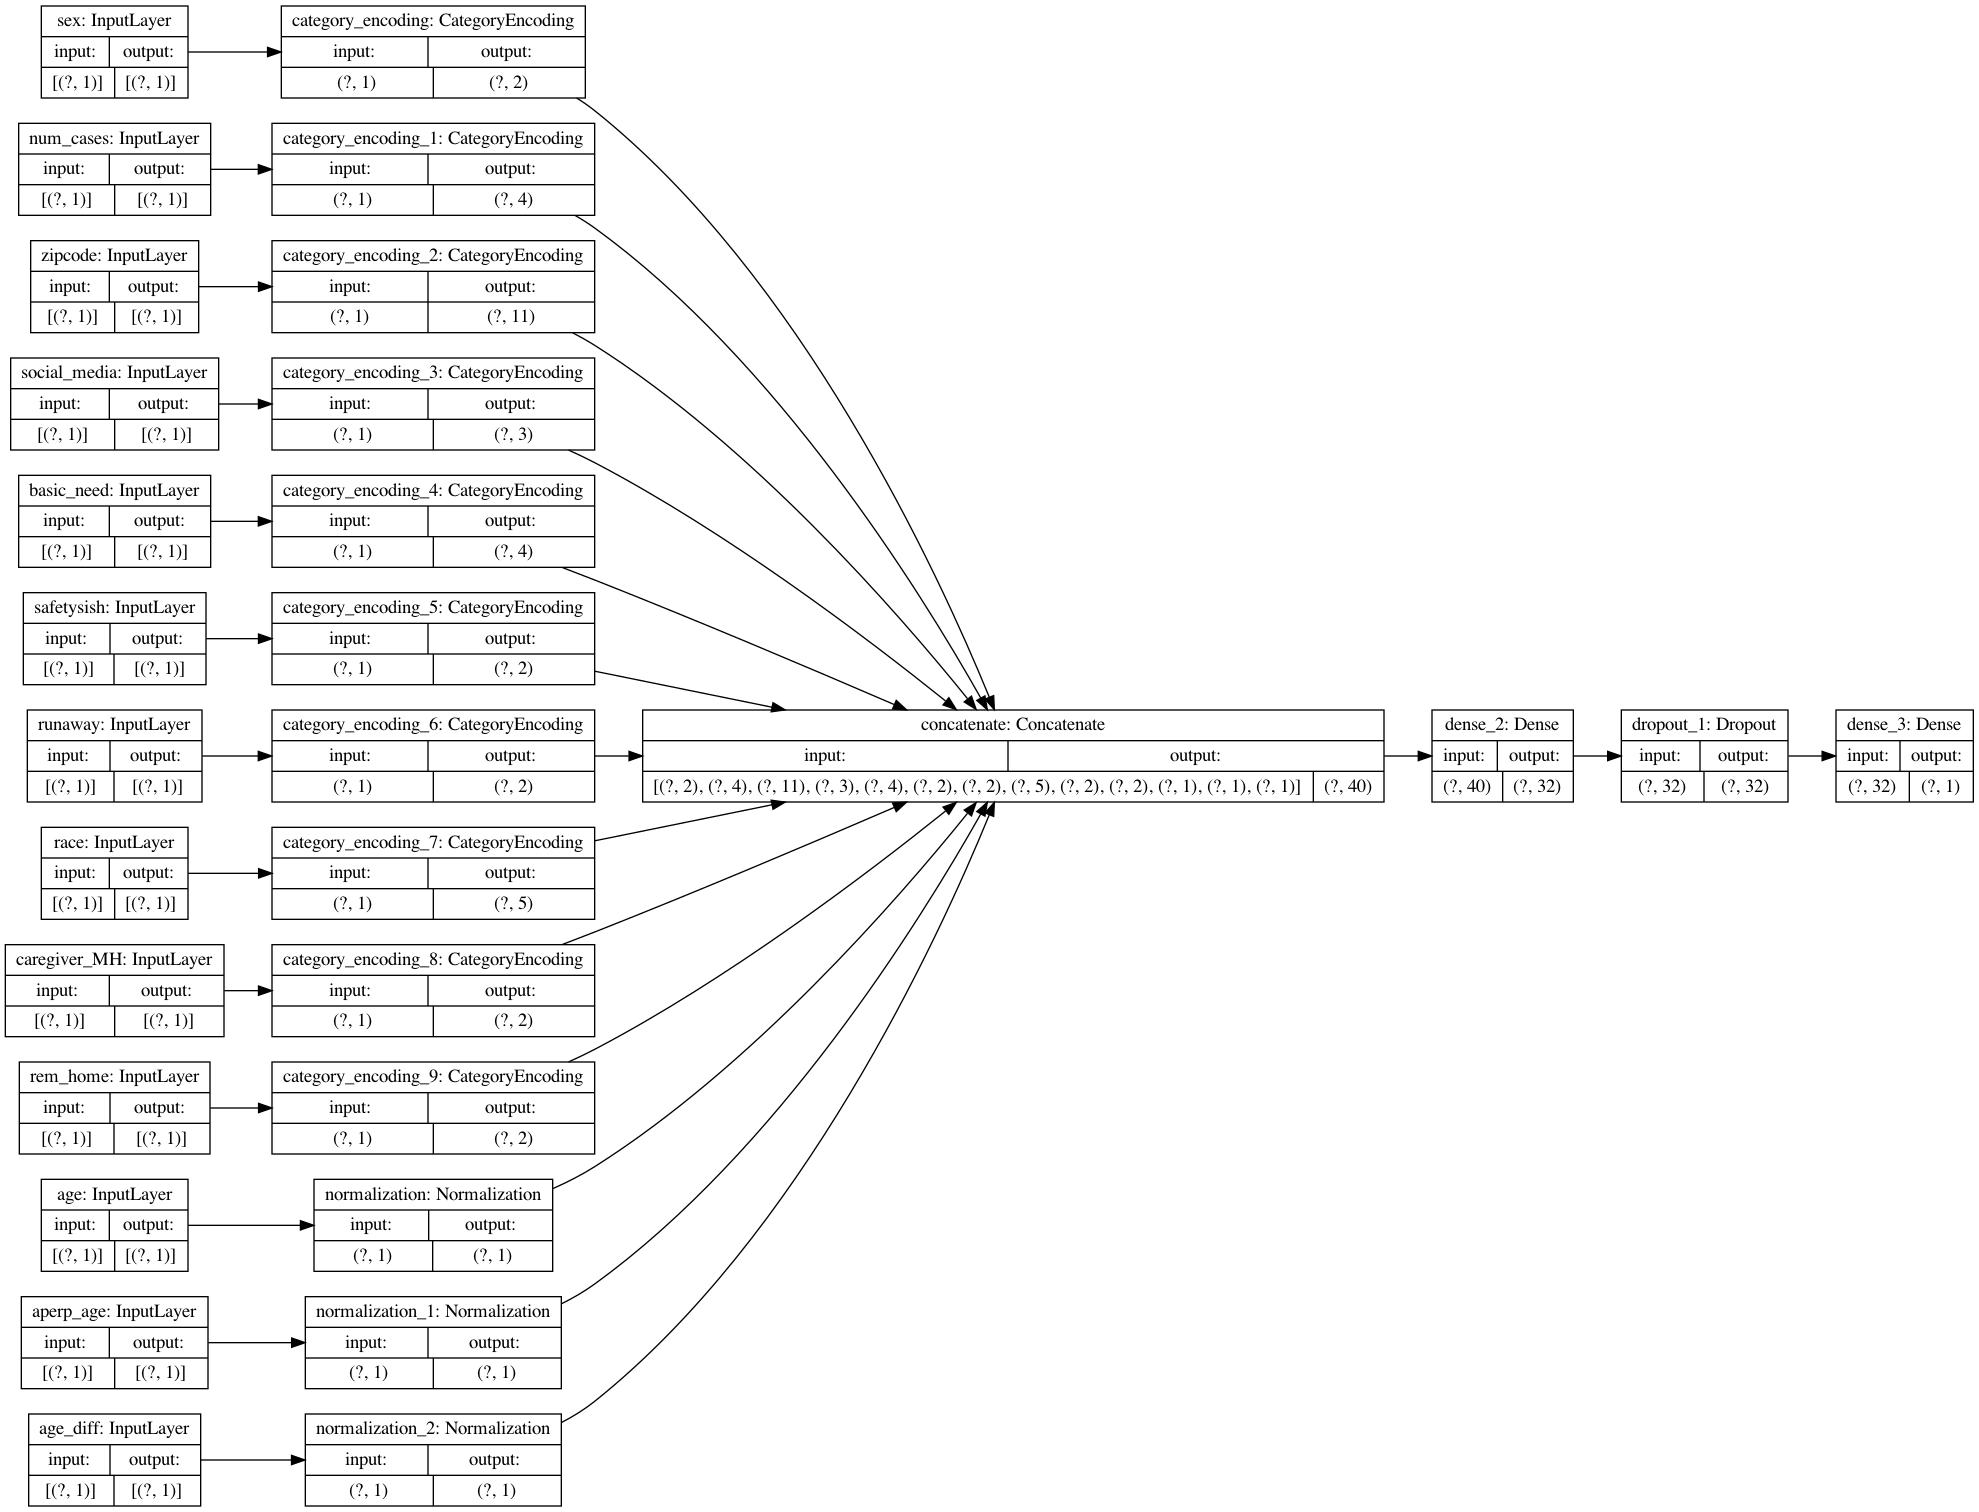 sex: InputLayer
input: output:
[(?, 1)] [(?, 1)]
category_encoding: CategoryEncoding
input: output:
(?, 1) (?, 2)
num_cases: InputLayer
input: output:
[(?, 1)] [(?, 1)]
category_encoding_1: CategoryEncoding
input: output:
(?, 1) (?, 4)
zipcode: InputLayer
input: output:
[(?, 1)] [(?, 1)]
category_encoding_2: CategoryEncoding
input: output:
(?, 1) (?, 11)
social_media: InputLayer
input: output:
[(?, 1)] [(?, 1)]
category_encoding_3: CategoryEncoding
input: output:
(?, 1) (?, 3)
basic_need: InputLayer
input: output:
[(?, 1)] [(?, 1)]
category_encoding_4: CategoryEncoding
input: output:
(?, 1) (?, 4)
safetysish: InputLayer
input: output:
[(?, 1)] [(?, 1)]
category_encoding_5: CategoryEncoding
input: output:
(?, 1) (?, 2)
runaway: InputLayer
input: output:
[(?, 1)] [(?, 1)]
category_encoding_6: CategoryEncoding
input: output:
(?, 1) (?, 2)
concatenate: Concatenate
input: output:
[(?, 2), (?, 4), (?, 11), (?, 3), (?, 4), (?, 2), (?, 2), (?, 5), (?, 2), (?, 2), (?, 1), (?, 1), (?, 1)] (?, 40)
dense_2: Dense
input: output:
(?, 40) (?, 32)
dropout_1: Dropout
input: output:
(?, 32) (?, 32)
dense_3: Dense
input: output:
(?, 32) (?, 1)
race: InputLayer
input: output:
[(?, 1)] [(?, 1)]
category_encoding_7: CategoryEncoding
input: output:
(?, 1) (?, 5)
caregiver_MH: InputLayer
input: output:
[(?, 1)] [(?, 1)]
category_encoding_8: CategoryEncoding
input: output:
(?, 1) (?, 2)
rem_home: InputLayer
input: output:
[(?, 1)] [(?, 1)]
category_encoding_9: CategoryEncoding
input: output:
(?, 1) (?, 2)
age: InputLayer
input: output:
[(?, 1)] [(?, 1)]
normalization: Normalization
input: output:
(?, 1) (?, 1)
aperp_age: InputLayer
input: output:
[(?, 1)] [(?, 1)]
normalization_1: Normalization
input: output:
(?, 1) (?, 1)
age_diff: InputLayer
input: output:
[(?, 1)] [(?, 1)]
normalization_2: Normalization
input: output:
(?, 1) (?, 1)